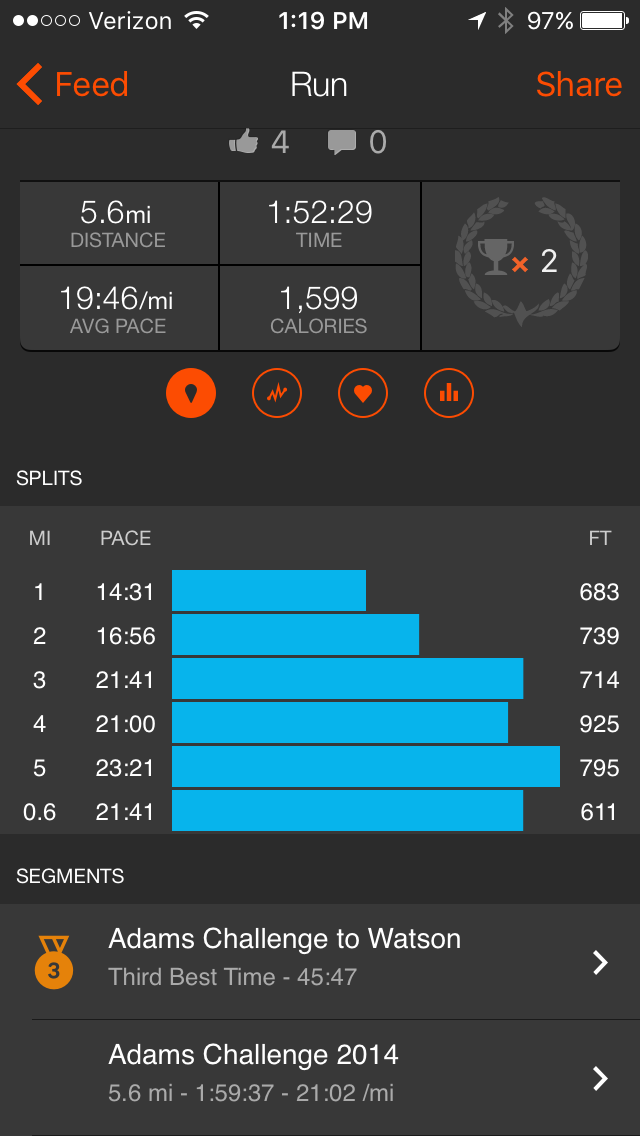 Verizon 1:19 PM 97%
Feed Run Share
4 0
5.6mi 1:52:29
DISTANCE TIME
x 2
19:46/mi 1,599
AVG PACE CALORIES
SPLITS
MI PACE FT
1 14:31 683
2 16:56 739
3 21:41 714
4 21:00 925
5 23:21 795
0.6 21:41 611
SEGMENTS
Adams Challenge to Watson
3
Third Best Time - 45:47
Adams Challenge 2014
5.6 mi - 1:59:37 - 21:02 /mi